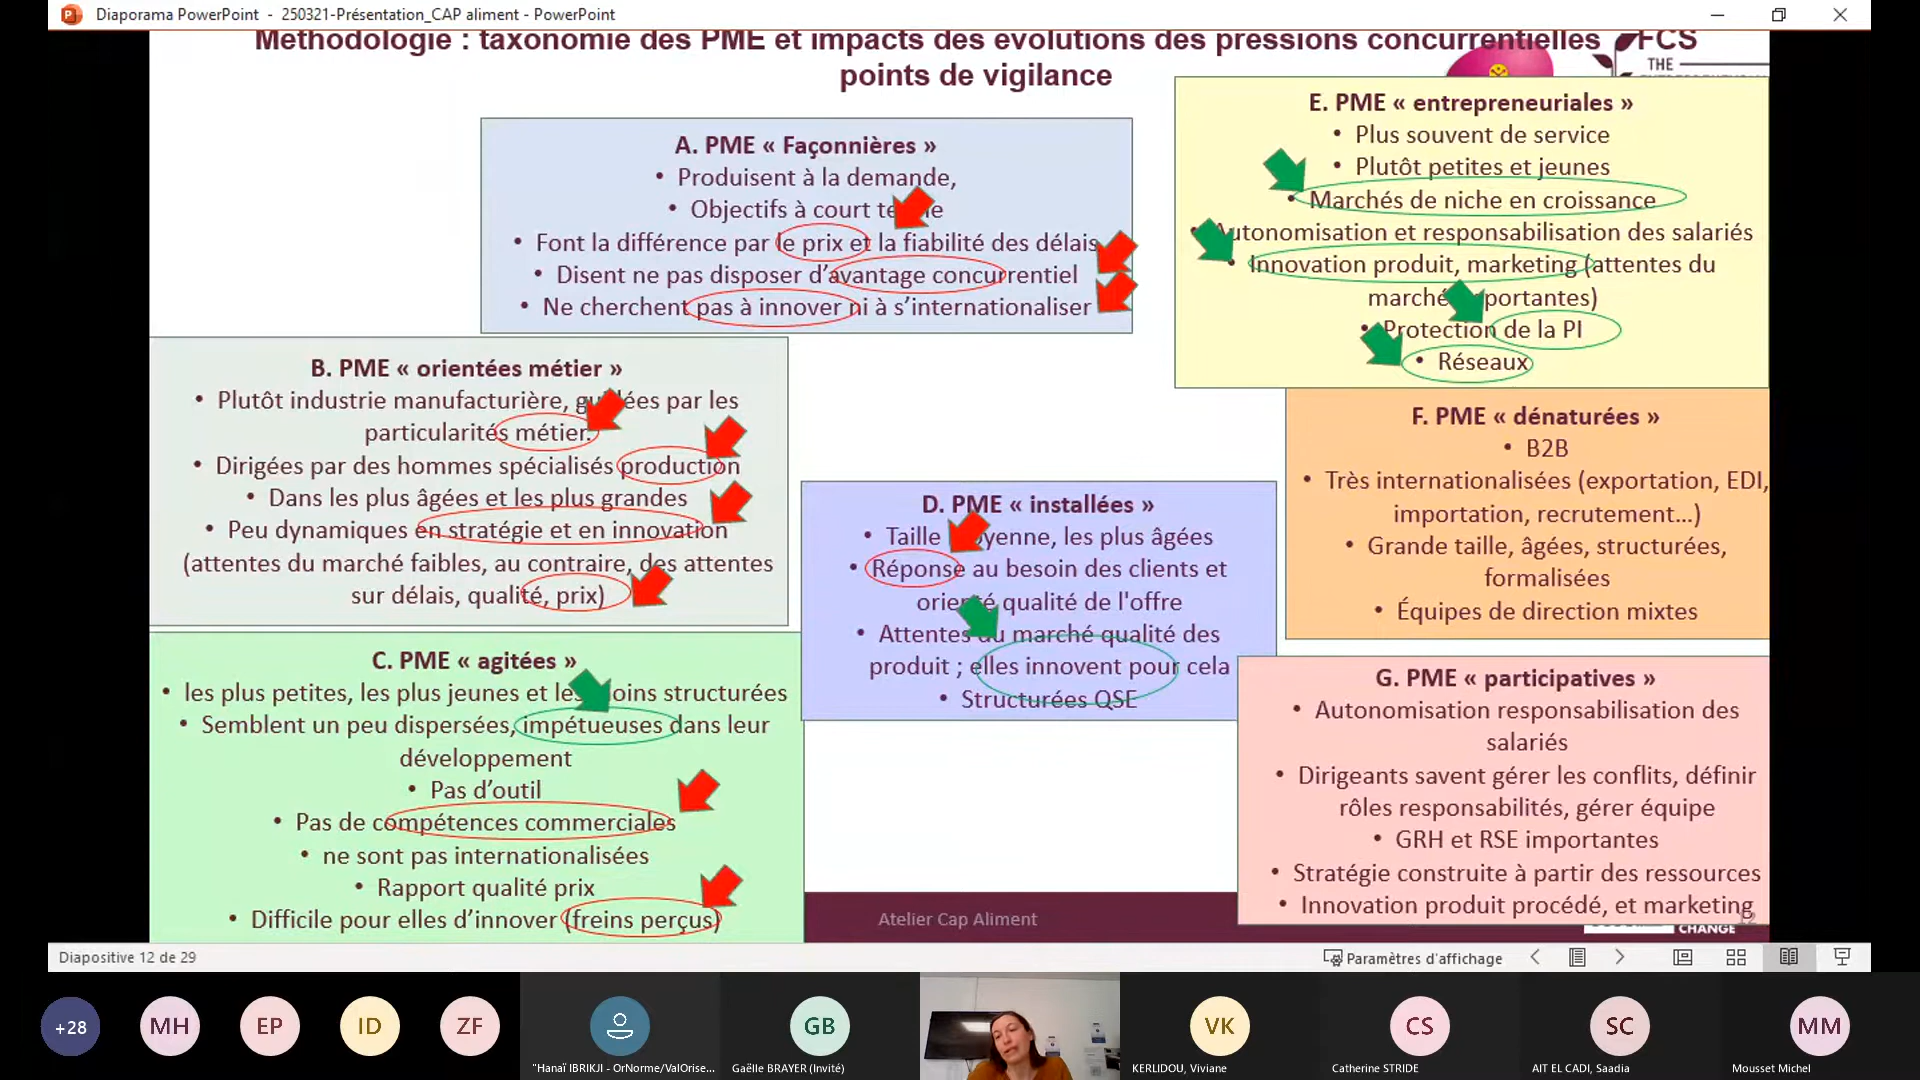 Diaporama PowerPoint - 250321-Présentation_CAP aliment - PowerPoint
Méthodologie : taxonomie des PME et impacts des évolutions des pressions concurrentielles
points de vigilance
FCS
THE
A. PME « Façonnières »
• Produisent à la demande,
• Objectifs à court
• Font la différence par le prix et la fiabilité des délais
• Disent ne pas disposer d’avantage concurrentiel
• Ne cherchent pas à innover ni à s’internationaliser
B. PME « orientées métier »
• Plutôt industrie manufacturière, guidées par les
particularités métier.
• Dirigées par des hommes spécialisés production
• Dans les plus âgées et les plus grandes
• Peu dynamiques en stratégie et en innovation
(attentes du marché faibles, au contraire, des attentes
sur délais, qualité, prix)
C. PME « agitées »
• les plus petites, les plus jeunes et les moins structurées
• Semblent un peu dispersées, impétueuses dans leur
développement
• Pas d’outil
• Pas de compétences commerciales
• ne sont pas internationalisées
• Rapport qualité prix
• Difficile pour elles d’innover (freins perçus)
D. PME « installées »
• Taille moyenne, les plus âgées
• Réponse au besoin des clients et
orienté qualité de l'offre
• Attentes du marché qualité des
produit ; elles innovent pour cela
• Structurées QSE
E. PME « entrepreneuriales »
• Plus souvent de service
• Plutôt petites et jeunes
• Marchés de niche en croissance
• Autonomisation et responsabilisation des salariés
• Innovation produit, marketing (attentes du
marché importantes)
• Protection de la PI
• Réseaux
F. PME « dénaturées »
• B2B
• Très internationalisées (exportation, EDI,
importation, recrutement…)
• Grande taille, âgées, structurées,
formalisées
• Équipes de direction mixtes
G. PME « participatives »
• Autonomisation responsabilisation des
salariés
• Dirigeants savent gérer les conflits, définir
rôles responsabilités, gérer équipe
• GRH et RSE importantes
• Stratégie construite à partir des ressources
• Innovation produit procédé, et marketing
Atelier Cap Aliment
12
CHANGE
Diapositive 12 de 29
Paramètres d'affichage
+28
MH
EP
ID
ZF
GB
VK
CS
SC
MM
"Hanaï IBRIKJI - OrNorme/ValOrise...
Gaëlle BRAYER (Invité)
KERLIDOU, Viviane
Catherine STRIDE
AIT EL CADI, Saadia
Mousset Michel